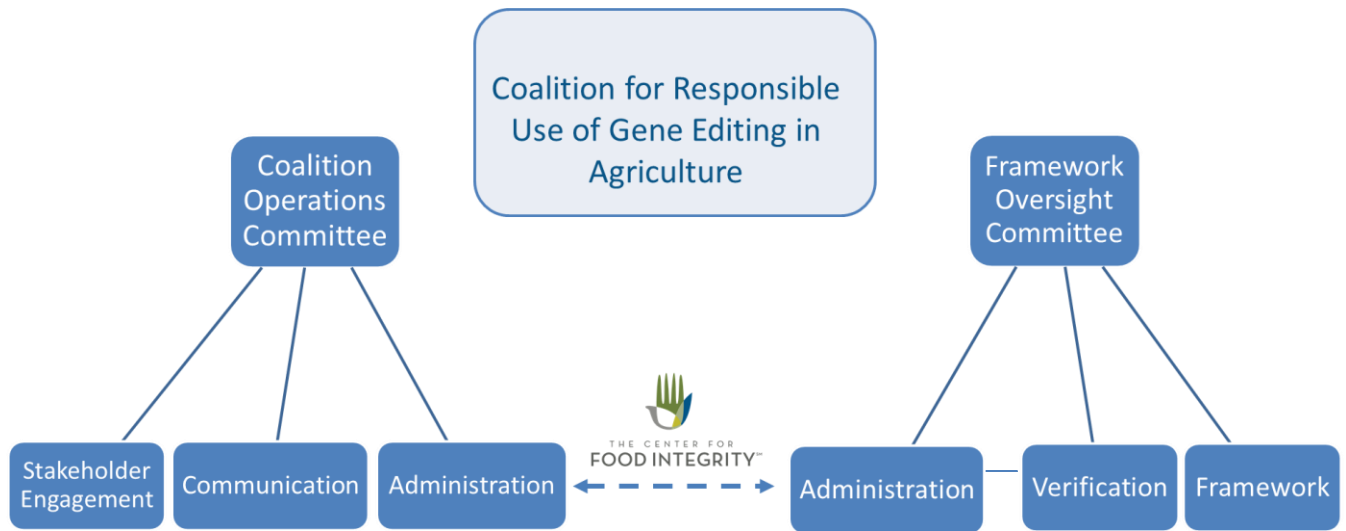 Coalition for Responsible
Use of Gene Editing in
Agriculture
Coalition
Operations
Committee
Framework
Oversight
Committee
Stakeholder
Engagement
Communication
Administration
THE CENTER FOR
FOOD INTEGRITY℠
Administration
Verification
Framework